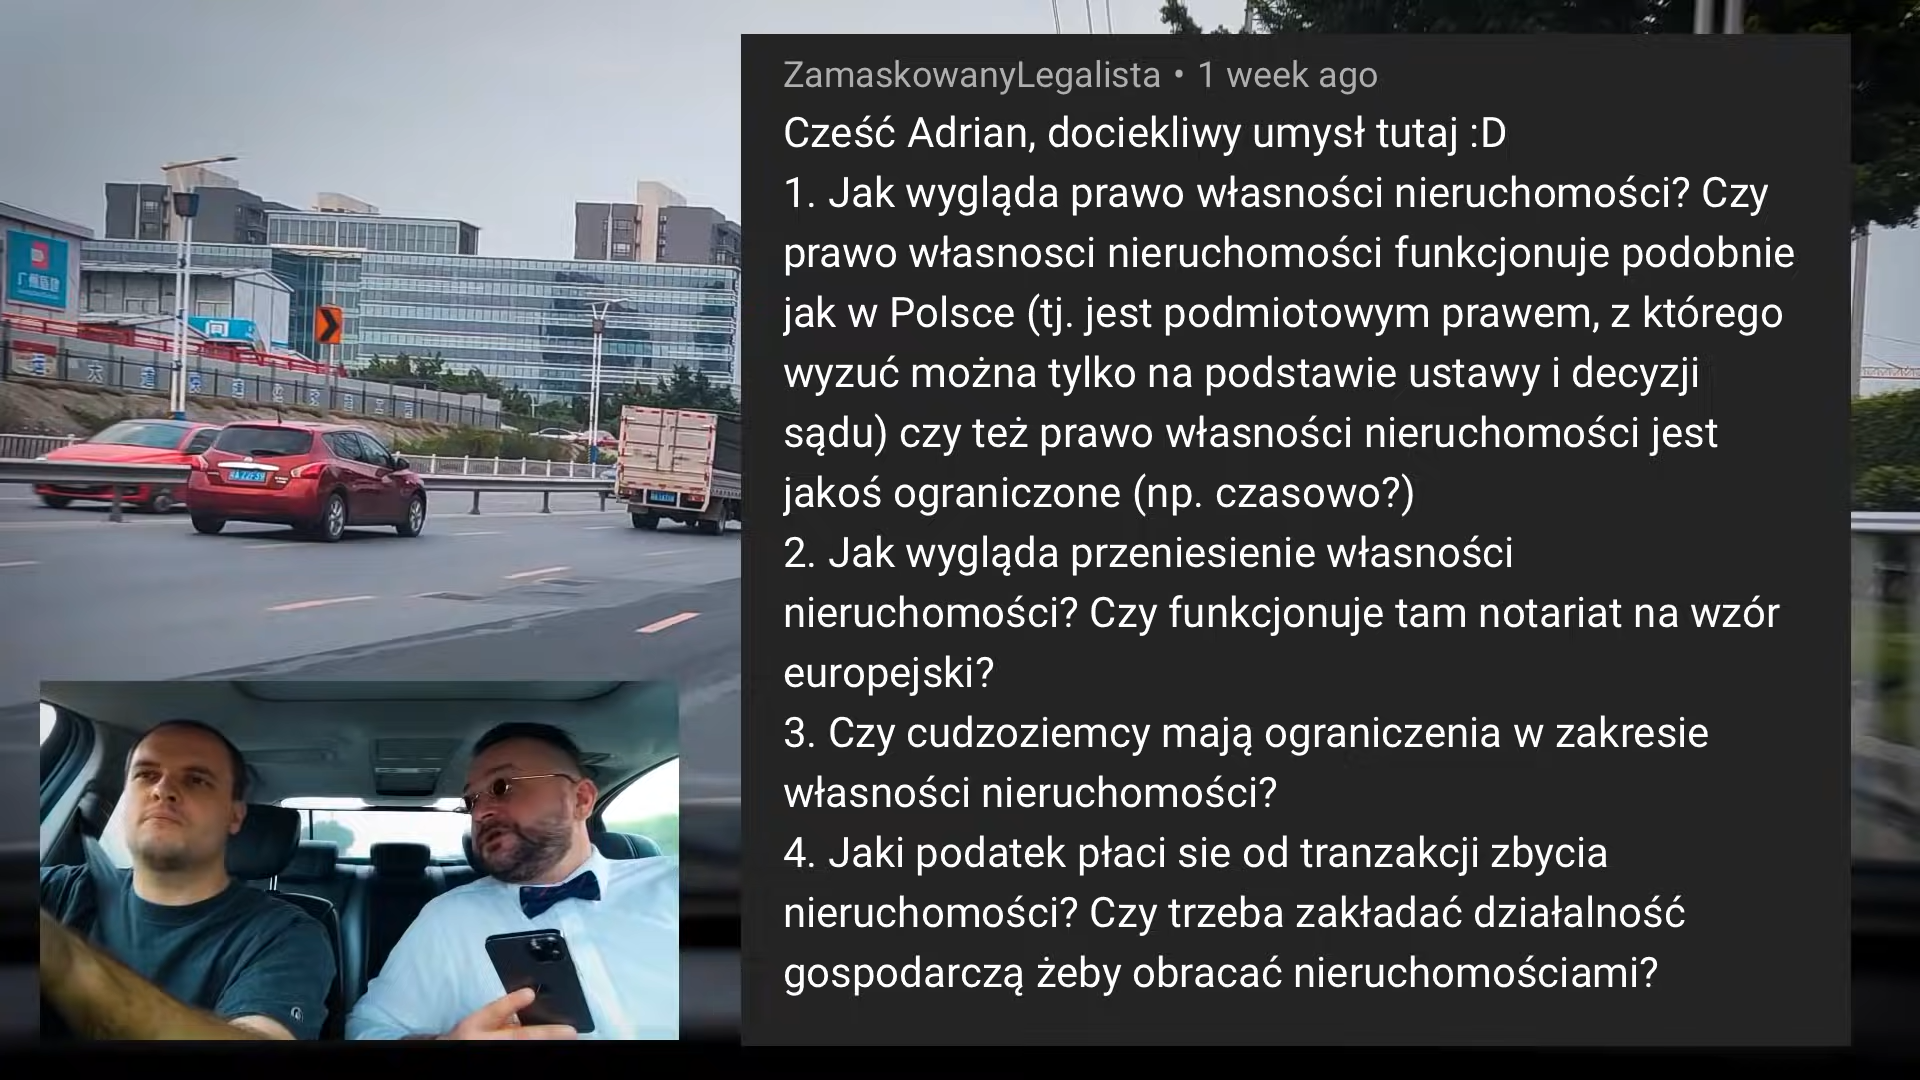 ZamaskowanyLegalista • 1 week ago
Cześć Adrian, dociekliwy umysł tutaj :D
1. Jak wygląda prawo własności nieruchomości? Czy
prawo własnosci nieruchomości funkcjonuje podobnie
jak w Polsce (tj. jest podmiotowym prawem, z którego
wyzuć można tylko na podstawie ustawy i decyzji
sądu) czy też prawo własności nieruchomości jest
jakoś ograniczone (np. czasowo?)
2. Jak wygląda przeniesienie własności
nieruchomości? Czy funkcjonuje tam notariat na wzór
europejski?
3. Czy cudzoziemcy mają ograniczenia w zakresie
własności nieruchomości?
4. Jaki podatek płaci sie od tranzakcji zbycia
nieruchomości? Czy trzeba zakładać działalność
gospodarczą żeby obracać nieruchomościami?